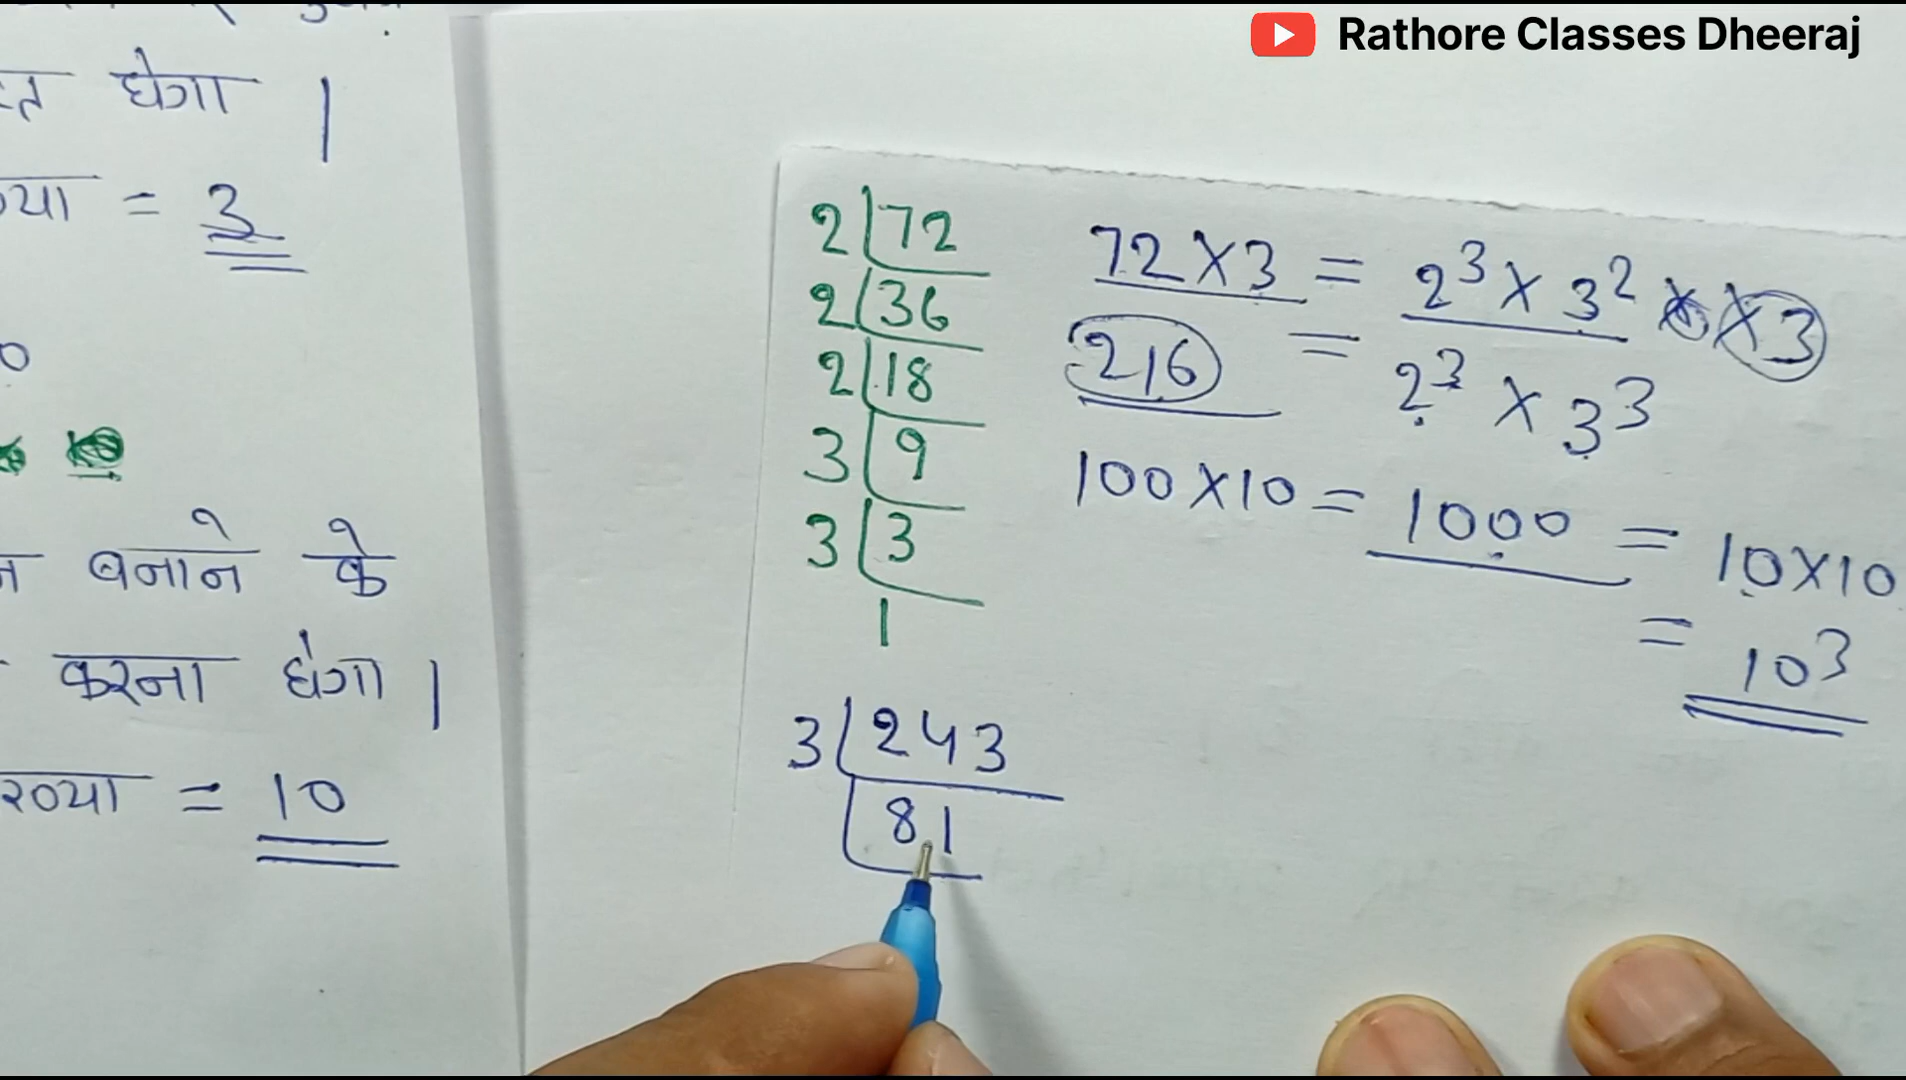 Rathore Classes Dheeraj
घेगा |
= 3
बनाने के
करना घेगा |
= 10
2 72
2 36
2 18
3 9
3 3
1
72 × 3 = 2³ × 3² × 3
216 = 2³ × 3³
100 × 10 = 1000 = 10 × 10
= 10³
3 243
81